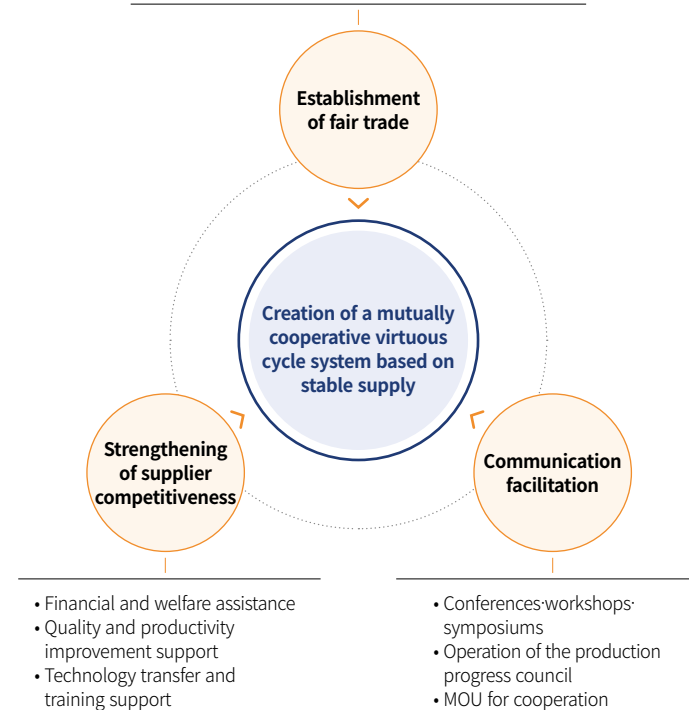 Establishment
of fair trade
Creation of a mutually
cooperative virtuous
cycle system based on
stable supply
Strengthening
of supplier
competitiveness
Communication
facilitation
• Financial and welfare assistance
• Quality and productivity
improvement support
• Technology transfer and
training support
• Conferences·workshops·
symposiums
• Operation of the production
progress council
• MOU for cooperation